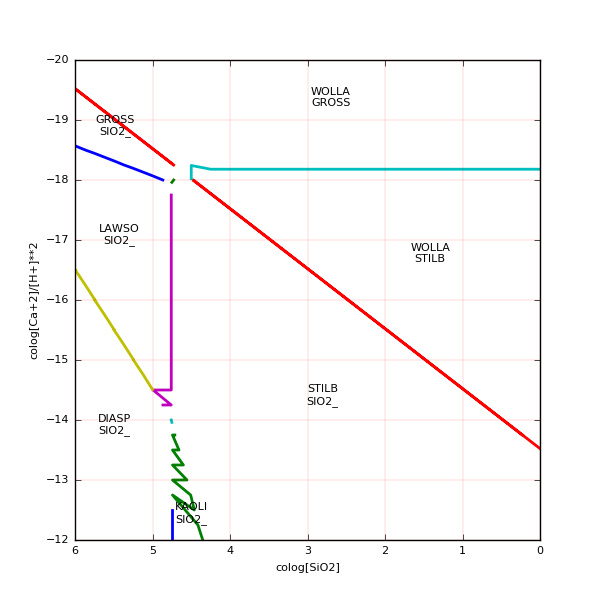 −20
WOLLA
GROSS
GROSS
SIO2_
−19
−18
LAWSO
SIO2_
−17
WOLLA
STILB
colog[Ca+2]/[H+]**2
−16
−15
STILB
SIO2_
−14
DIASP
SIO2_
−13
KAOLI
SIO2_
−12
6 5 4 3 2 1 0
colog[SiO2]